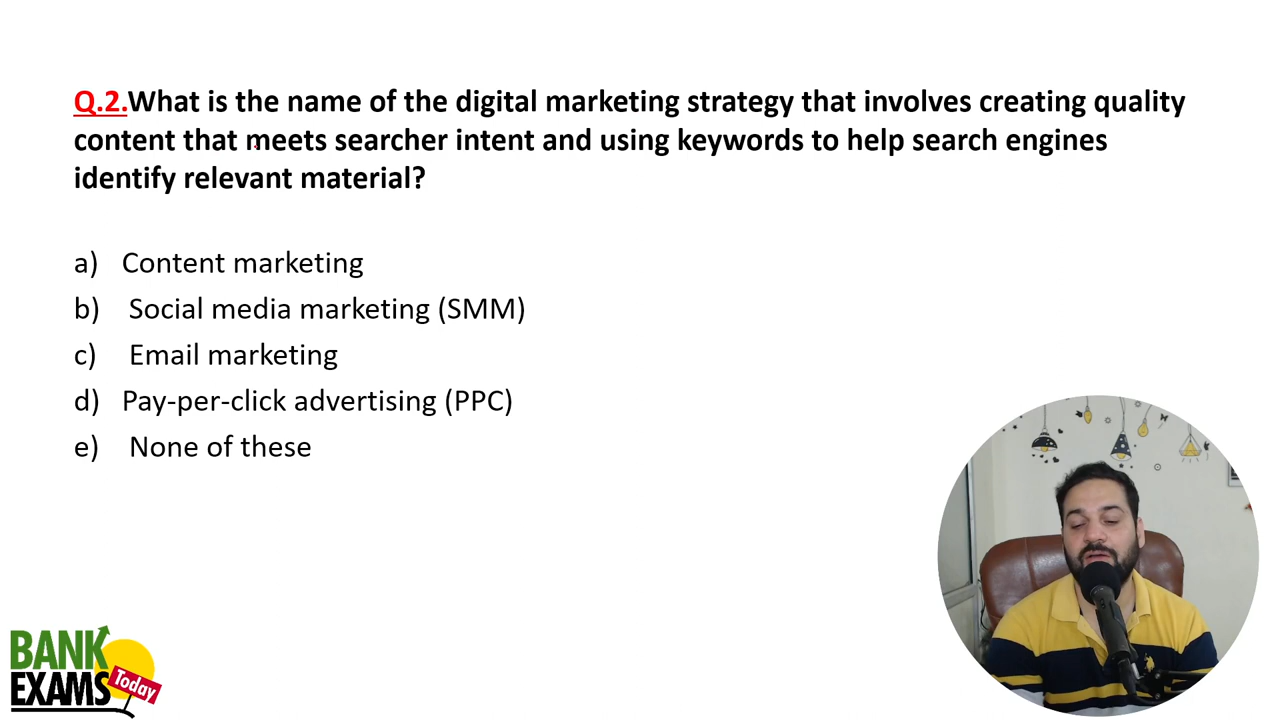 Q.2.What is the name of the digital marketing strategy that involves creating quality
content that meets searcher intent and using keywords to help search engines
identify relevant material?
a) Content marketing
b) Social media marketing (SMM)
c) Email marketing
d) Pay-per-click advertising (PPC)
e) None of these
BANK
EXAMS
Today